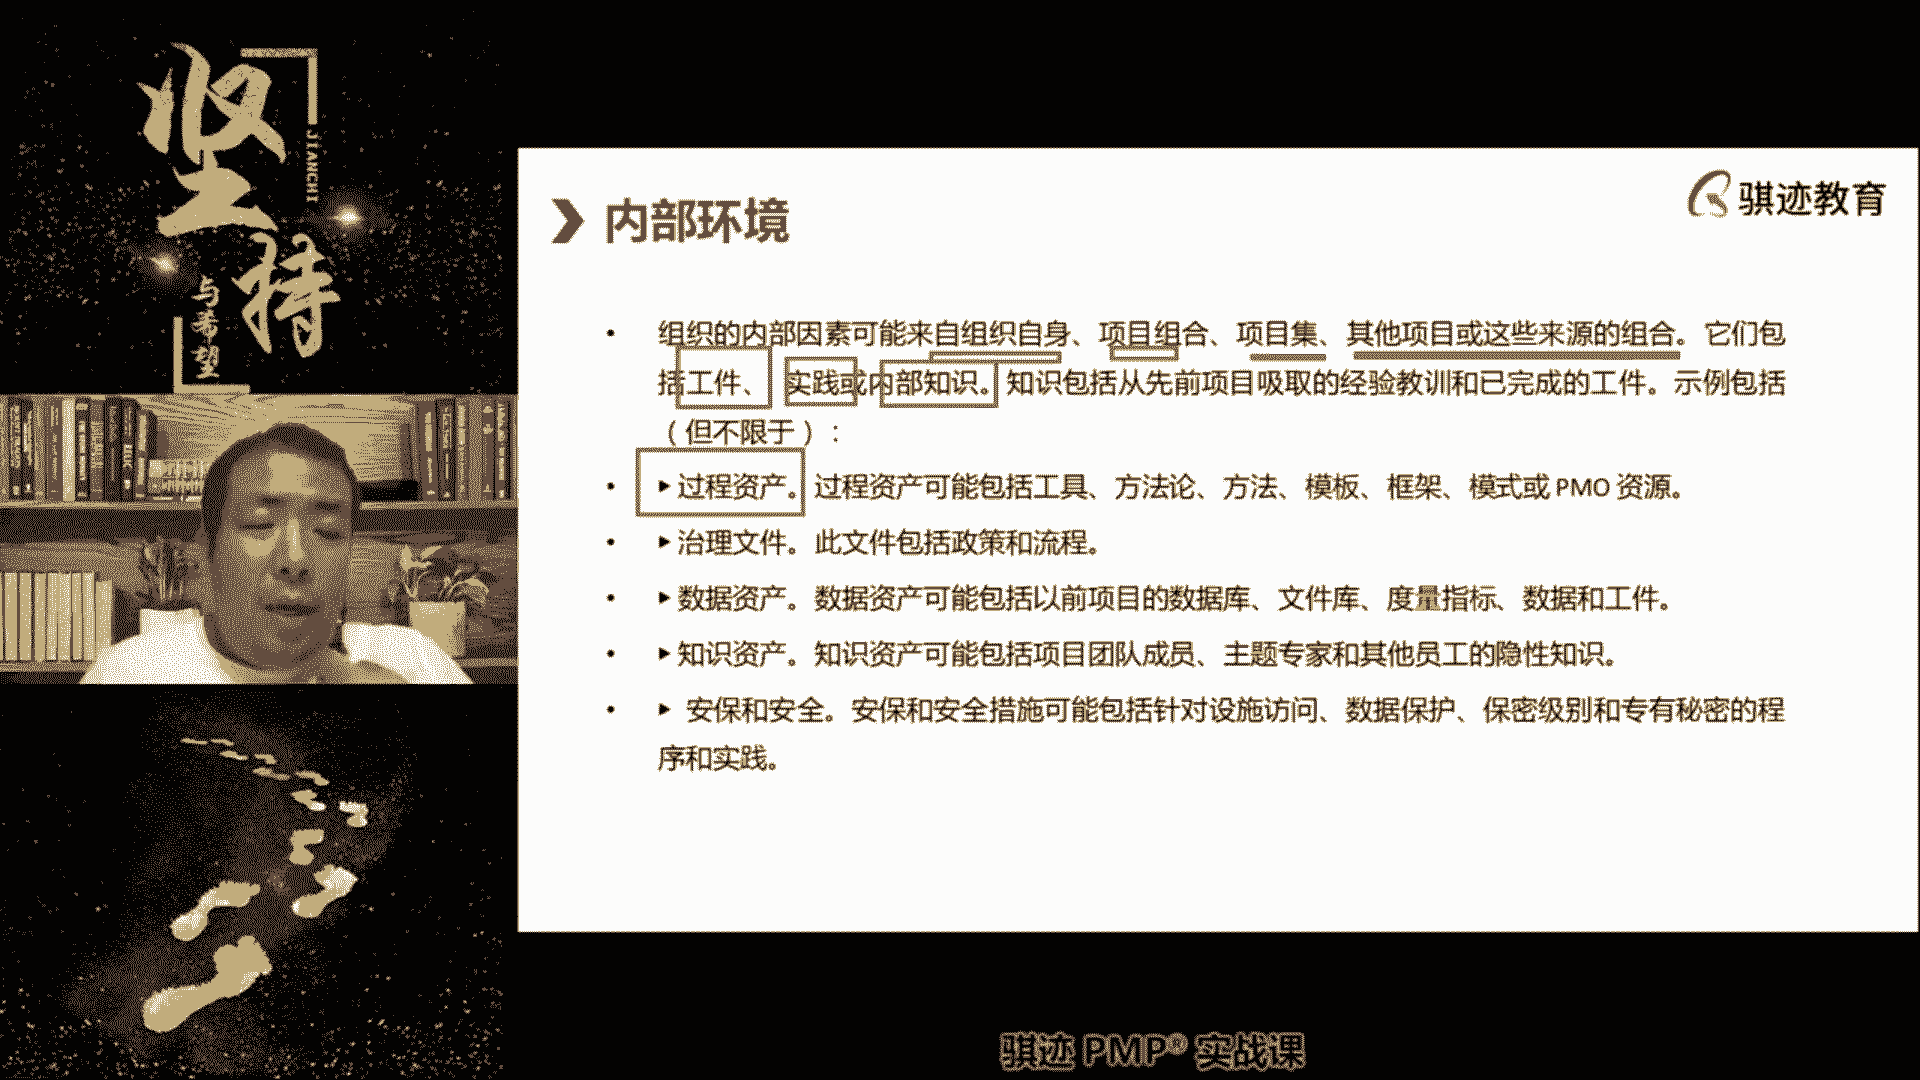 坚持
JIANCHI
与希望
骐迹教育
内部环境
• 组织的内部因素可能来自组织自身、项目组合、项目集、其他项目或这些来源的组合。它们包
括工件、 实践或内部知识。 知识包括从先前项目吸取的经验教训和已完成的工件。示例包括
（但不限于）：
• ▶过程资产。过程资产可能包括工具、方法论、方法、模板、框架、模式或 PMO 资源。
• ▶治理文件。此文件包括政策和流程。
• ▶数据资产。数据资产可能包括以前项目的数据库、文件库、度量指标、数据和工件。
• ▶知识资产。知识资产可能包括项目团队成员、主题专家和其他员工的隐性知识。
• ▶ 安保和安全。安保和安全措施可能包括针对设施访问、数据保护、保密级别和专有秘密的程
序和实践。
骐迹 PMP® 实战课